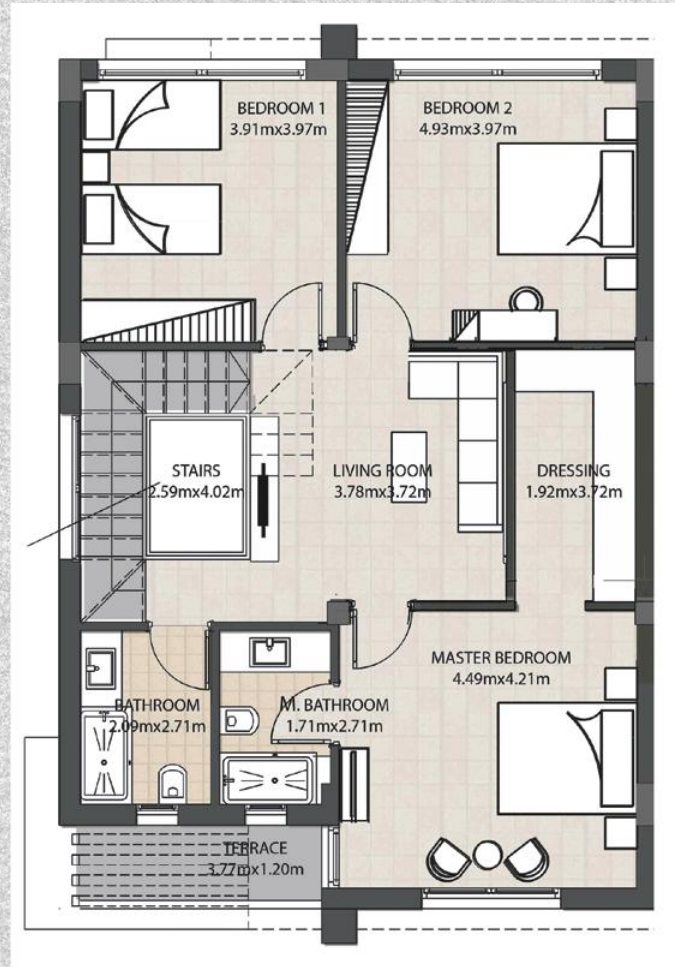 BEDROOM 1
3.91mx3.97m
BEDROOM 2
4.93mx3.97m
STAIRS
2.59mx4.02m
LIVING ROOM
3.78mx3.72m
DRESSING
1.92mx3.72m
MASTER BEDROOM
4.49mx4.21m
BATHROOM
2.09mx2.71m
M. BATHROOM
1.71mx2.71m
TERRACE
3.77mx1.20m